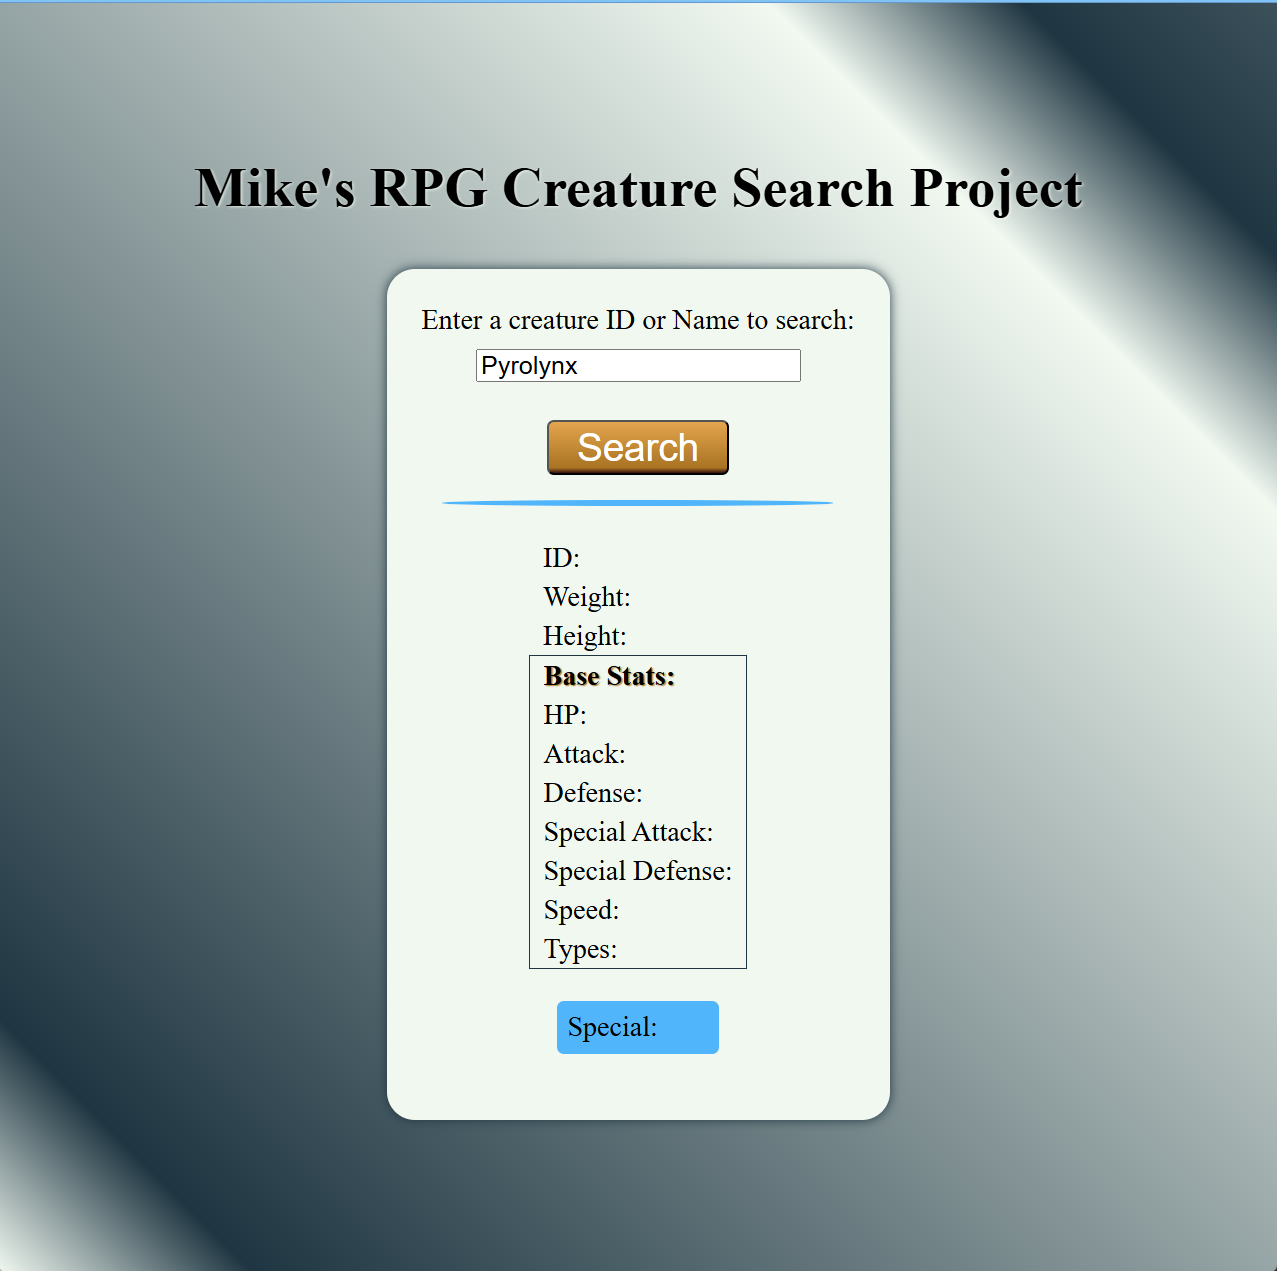 Mike's RPG Creature Search Project
Enter a creature ID or Name to search:
Pyrolynx
Search
ID:
Weight:
Height:
Base Stats:
HP:
Attack:
Defense:
Special Attack:
Special Defense:
Speed:
Types:
Special: